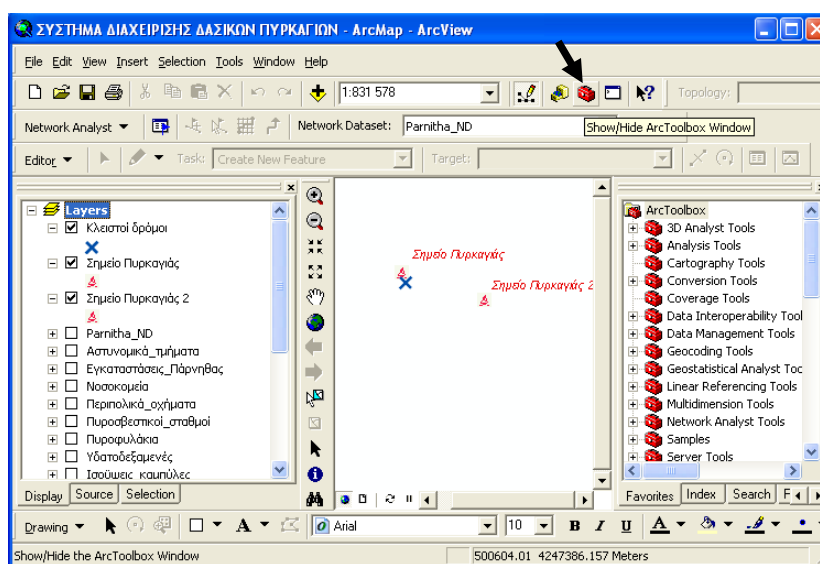 ΣΥΣΤΗΜΑ ΔΙΑΧΕΙΡΙΣΗΣ ΔΑΣΙΚΩΝ ΠΥΡΚΑΓΙΩΝ - ArcMap - ArcView
File Edit View Insert Selection Tools Window Help
1:831 578
Topology:
Network Analyst
Network Dataset: Parnitha_ND
Show/Hide ArcToolbox Window
Editor
Task: Create New Feature
Target:
Layers
Κλειστοί δρόμοι
Σημείο Πυρκαγιάς
Σημείο Πυρκαγιάς 2
Parnitha_ND
Αστυνομικά_τμήματα
Εγκαταστάσεις_Πάρνηθας
Νοσοκομεία
Περιπολικά_οχήματα
Πυροσβεστικοί_σταθμοί
Πυροφυλάκια
Υδατοδεξαμενές
Ισοϋψείς καμπύλες
Display Source Selection
Σημείο Πυρκαγιάς
Σημείο Πυρκαγιάς 2
ArcToolbox
3D Analyst Tools
Analysis Tools
Cartography Tools
Conversion Tools
Coverage Tools
Data Interoperability Tool
Data Management Tools
Geocoding Tools
Geostatistical Analyst Toc
Linear Referencing Tools
Multidimension Tools
Network Analyst Tools
Samples
Server Tools
Favorites Index Search F
Drawing
A
Arial
10
B I U A
Show/Hide the ArcToolbox Window
500604.01 4247386.157 Meters